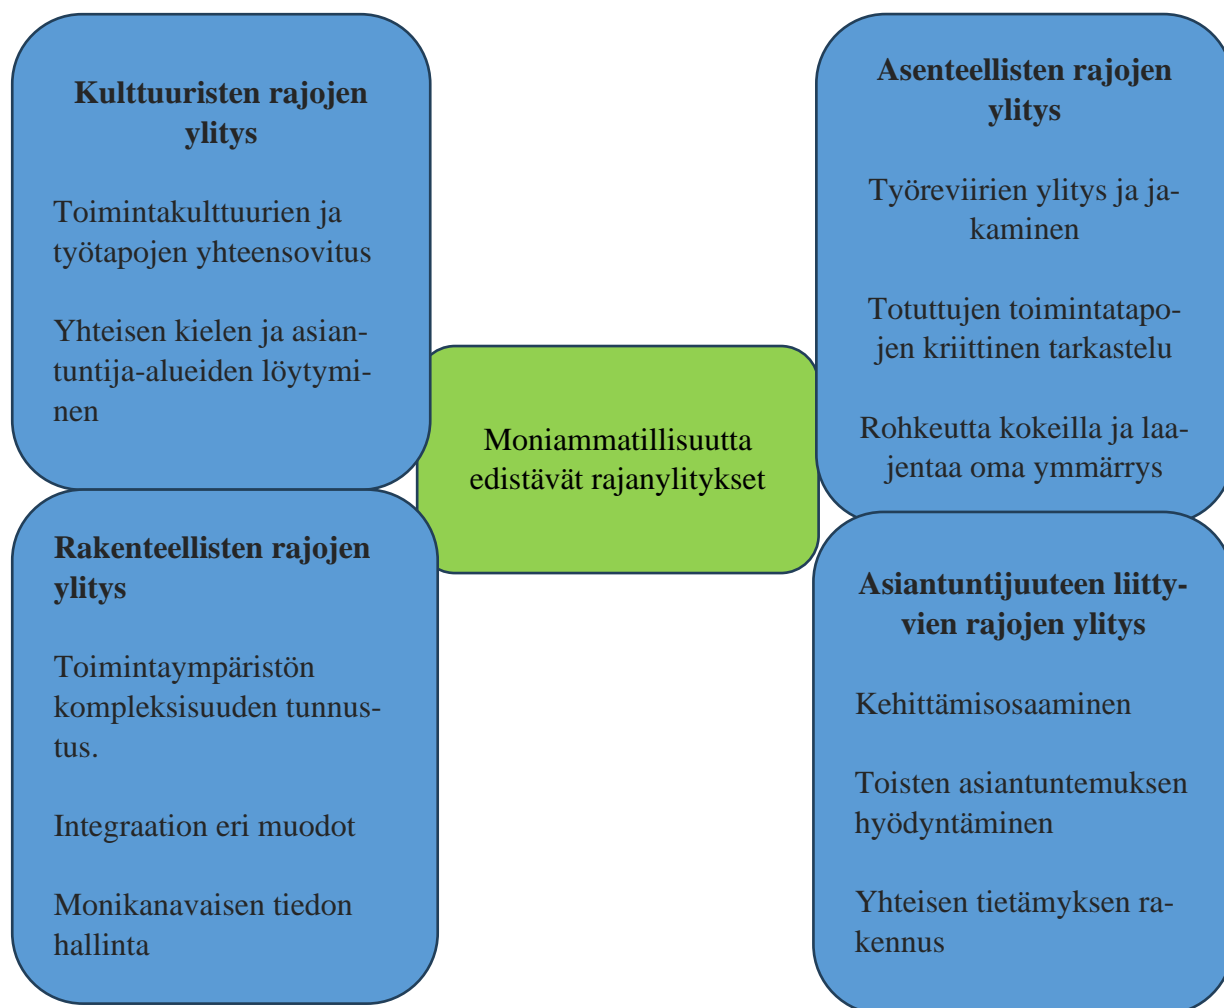 Kulttuuristen rajojen
ylitys
Toimintakulttuurien ja
työtapojen yhteensovitus
Yhteisen kielen ja asian-
tuntija-alueiden löytymi-
nen
Asenteellisten rajojen
ylitys
Työreviirien ylitys ja ja-
kaminen
Totuttujen toimintatapo-
jen kriittinen tarkastelu
Rohkeutta kokeilla ja laa-
jentaa oma ymmärrys
Moniammatillisuutta
edistävät rajanylitykset
Rakenteellisten rajojen
ylitys
Toimintaympäristön
kompleksisuuden tunnus-
tus.
Integraation eri muodot
Monikanavaisen tiedon
hallinta
Asiantuntijuuteen liitty-
vien rajojen ylitys
Kehittämisosaaminen
Toisten asiantuntemuksen
hyödyntäminen
Yhteisen tietämyksen ra-
kennus